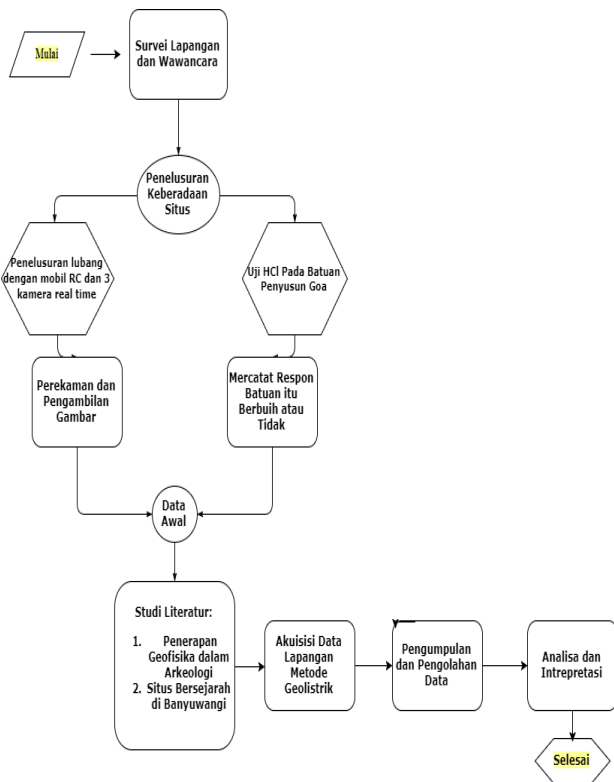 Mulai
Survei Lapangan
dan Wawancara
Penelusuran
Keberadaan
Situs
Penelusuran lubang
dengan mobil RC dan 3
kamera real time
Uji HCl Pada Batuan
Penyusun Goa
Perekaman dan
Pengambilan
Gambar
Mercatat Respon
Batuan itu
Berbuih atau
Tidak
Data
Awal
Studi Literatur:
1. Penerapan
Geofisika dalam
Arkeologi
2. Situs Bersejarah
di Banyuwangi
Akuisisi Data
Lapangan
Metode
Geolistrik
Pengumpulan
dan Pengolahan
Data
Analisa dan
Intrepretasi
Selesai